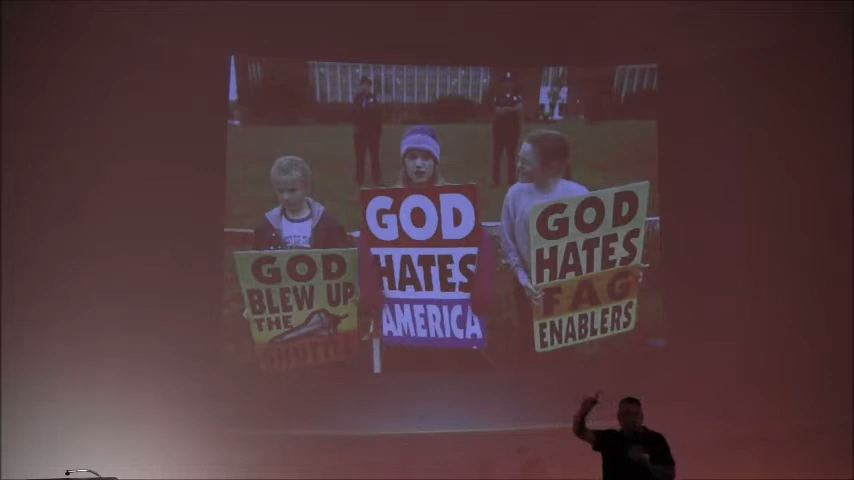 GOD
BLEW UP
THE
SHUTTLE
GOD
HATES
AMERICA
GOD
HATES
FAG
ENABLERS